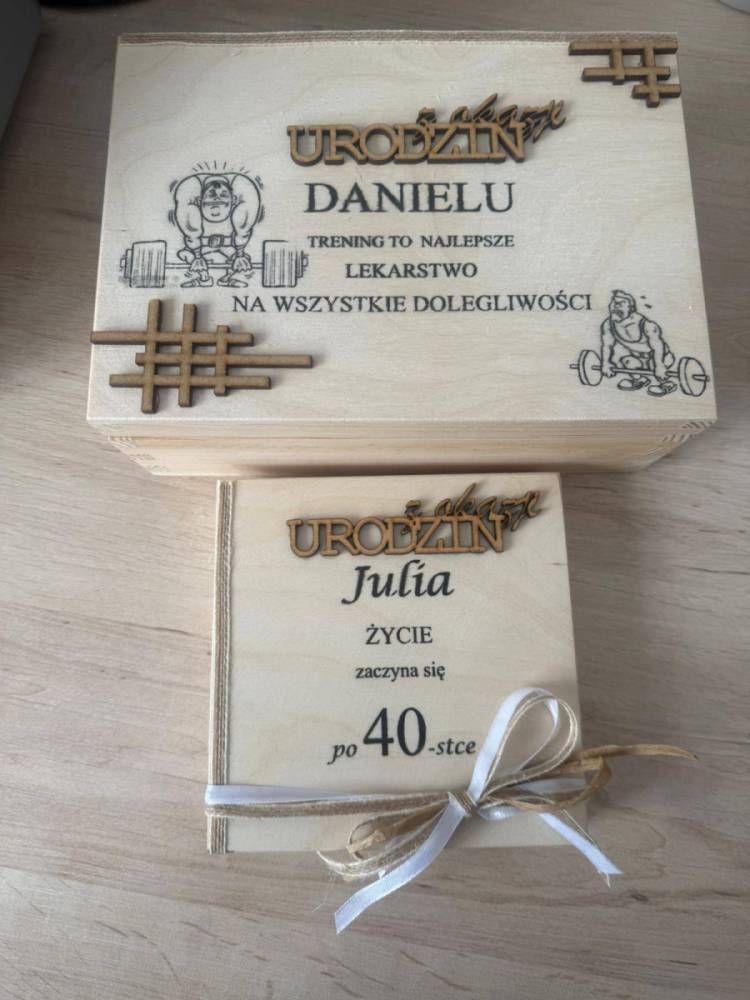 z okazji
URODZIN
DANIELU
TRENING TO NAJLEPSZE
LEKARSTWO
NA WSZYSTKIE DOLEGLIWOŚCI
z okazji
URODZIN
Julia
ŻYCIE
zaczyna się
po 40-stce